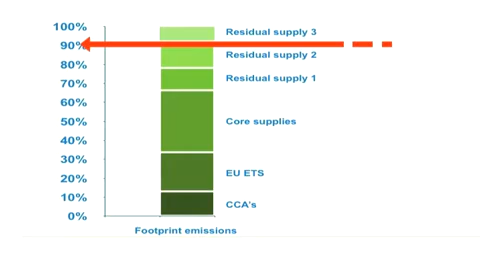 100%
Residual supply 3
90%
Residual supply 2
80%
Residual supply 1
70%
60%
Core supplies
50%
40%
30%
EU ETS
20%
10%
CCA's
0%
Footprint emissions